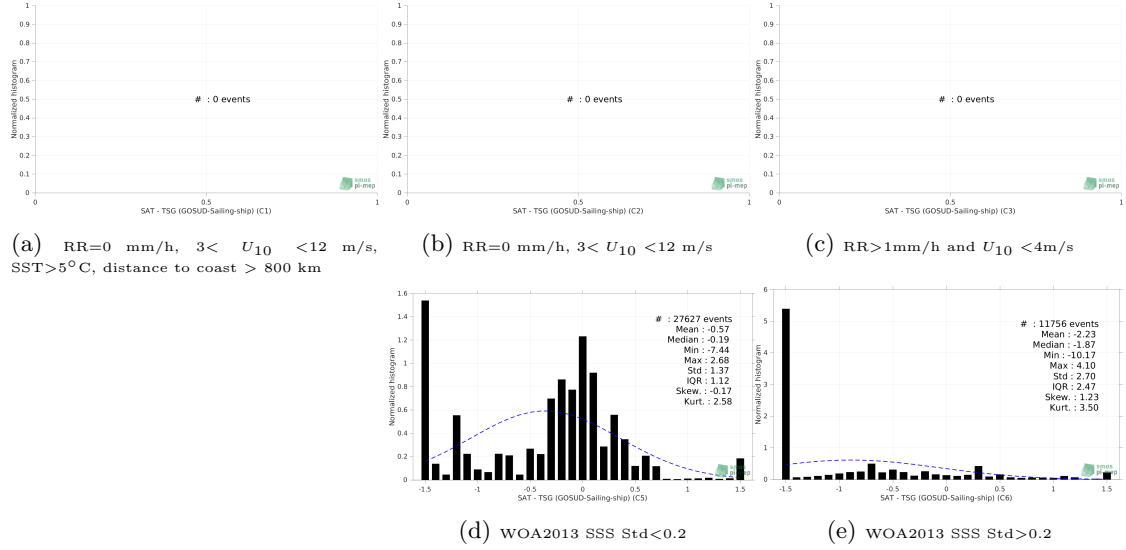 1
0.9
0.8
0.7
0.6
0.5
0.4
0.3
0.2
0.1
0
Normalized histogram
# : 0 events
smos
pi-mep
0 0.5 1
SAT - TSG (GOSUD-Sailing-ship) (C1)
(a) RR=0 mm/h, 3< U10 <12 m/s,
SST>5°C, distance to coast > 800 km
1
0.9
0.8
0.7
0.6
0.5
0.4
0.3
0.2
0.1
0
Normalized histogram
# : 0 events
smos
pi-mep
0 0.5 1
SAT - TSG (GOSUD-Sailing-ship) (C2)
(b) RR=0 mm/h, 3< U10 <12 m/s
1
0.9
0.8
0.7
0.6
0.5
0.4
0.3
0.2
0.1
0
Normalized histogram
# : 0 events
smos
pi-mep
0 0.5 1
SAT - TSG (GOSUD-Sailing-ship) (C3)
(c) RR>1mm/h and U10 <4m/s
1.6
1.4
1.2
1
0.8
0.6
0.4
0.2
0
Normalized histogram
# : 27627 events
Mean : -0.57
Median : -0.19
Min : -7.44
Max : 2.68
Std : 1.37
IQR : 1.12
Skew. : -0.17
Kurt. : 2.58
smos
pi-mep
-1.5 -1 -0.5 0 0.5 1 1.5
SAT - TSG (GOSUD-Sailing-ship) (C5)
(d) WOA2013 SSS Std<0.2
6
5
4
3
2
1
0
Normalized histogram
# : 11756 events
Mean : -2.23
Median : -1.87
Min : -10.17
Max : 4.10
Std : 2.70
IQR : 2.47
Skew. : 1.23
Kurt. : 3.50
smos
pi-mep
-1.5 -1 -0.5 0 0.5 1 1.5
SAT - TSG (GOSUD-Sailing-ship) (C6)
(e) WOA2013 SSS Std>0.2